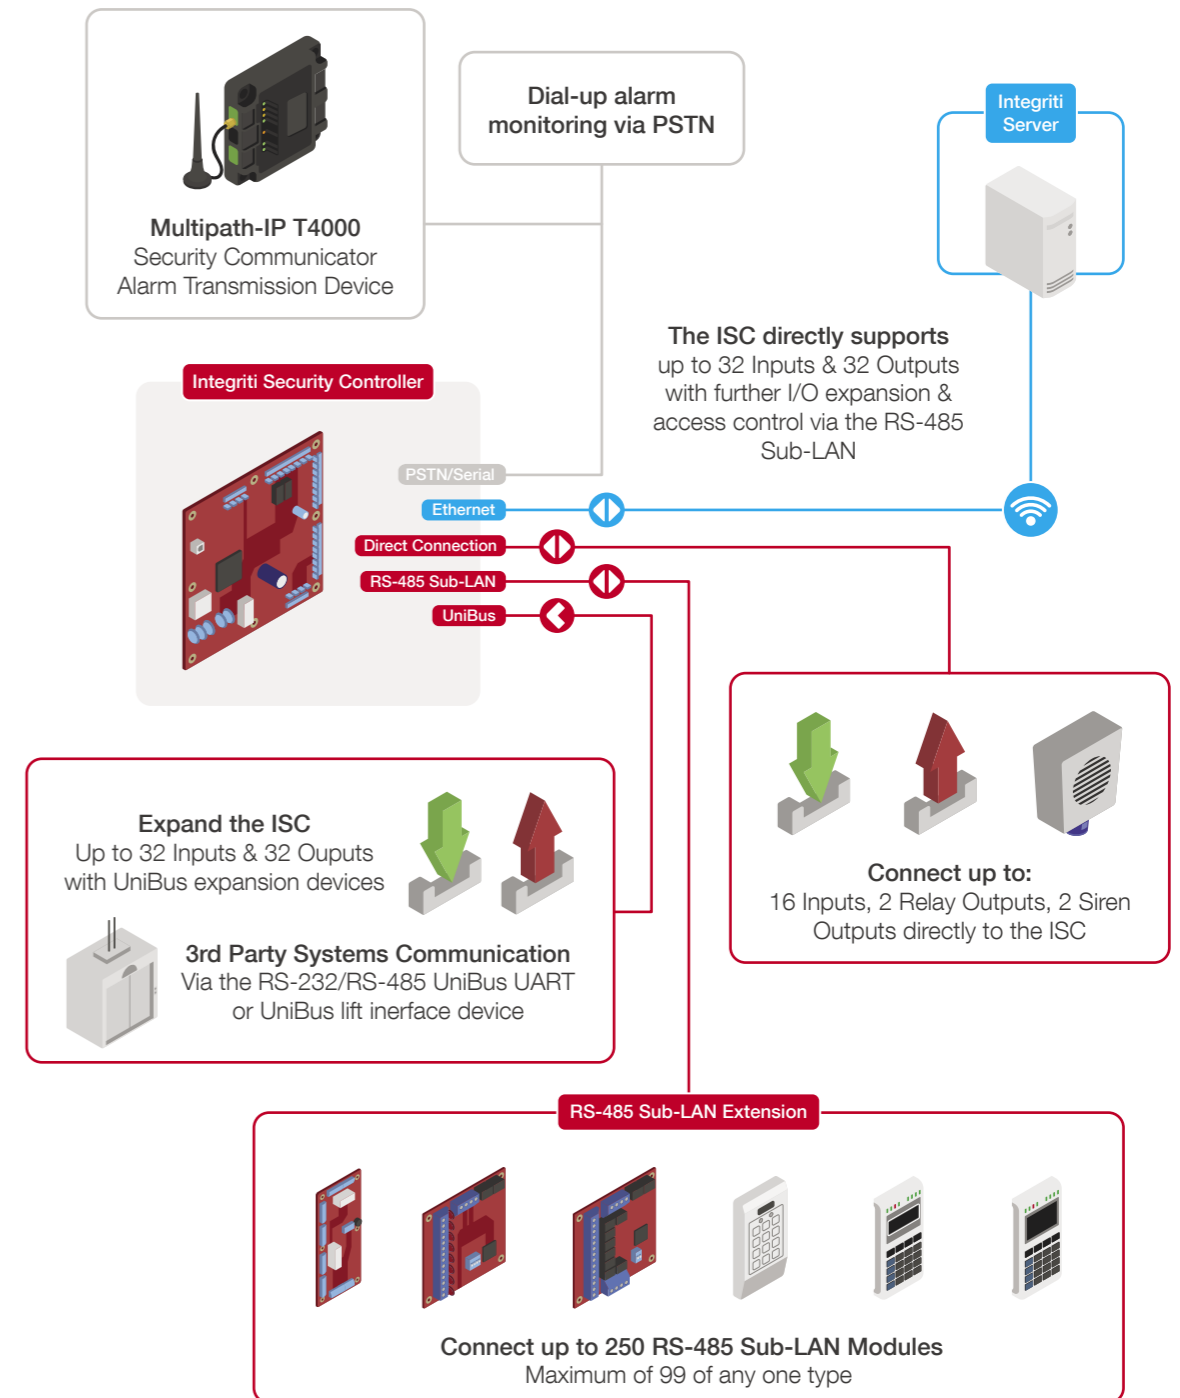 Dial-up alarm
monitoring via PSTN
Integriti
Server
Multipath-IP T4000
Security Communicator
Alarm Transmission Device
The ISC directly supports
up to 32 Inputs & 32 Outputs
with further I/O expansion &
access control via the RS-485
Sub-LAN
Integriti Security Controller
PSTN/Serial
Ethernet
Direct Connection
RS-485 Sub-LAN
UniBus
Expand the ISC
Up to 32 Inputs & 32 Ouputs
with UniBus expansion devices
3rd Party Systems Communication
Via the RS-232/RS-485 UniBus UART
or UniBus lift inerface device
Connect up to:
16 Inputs, 2 Relay Outputs, 2 Siren
Outputs directly to the ISC
RS-485 Sub-LAN Extension
Connect up to 250 RS-485 Sub-LAN Modules
Maximum of 99 of any one type